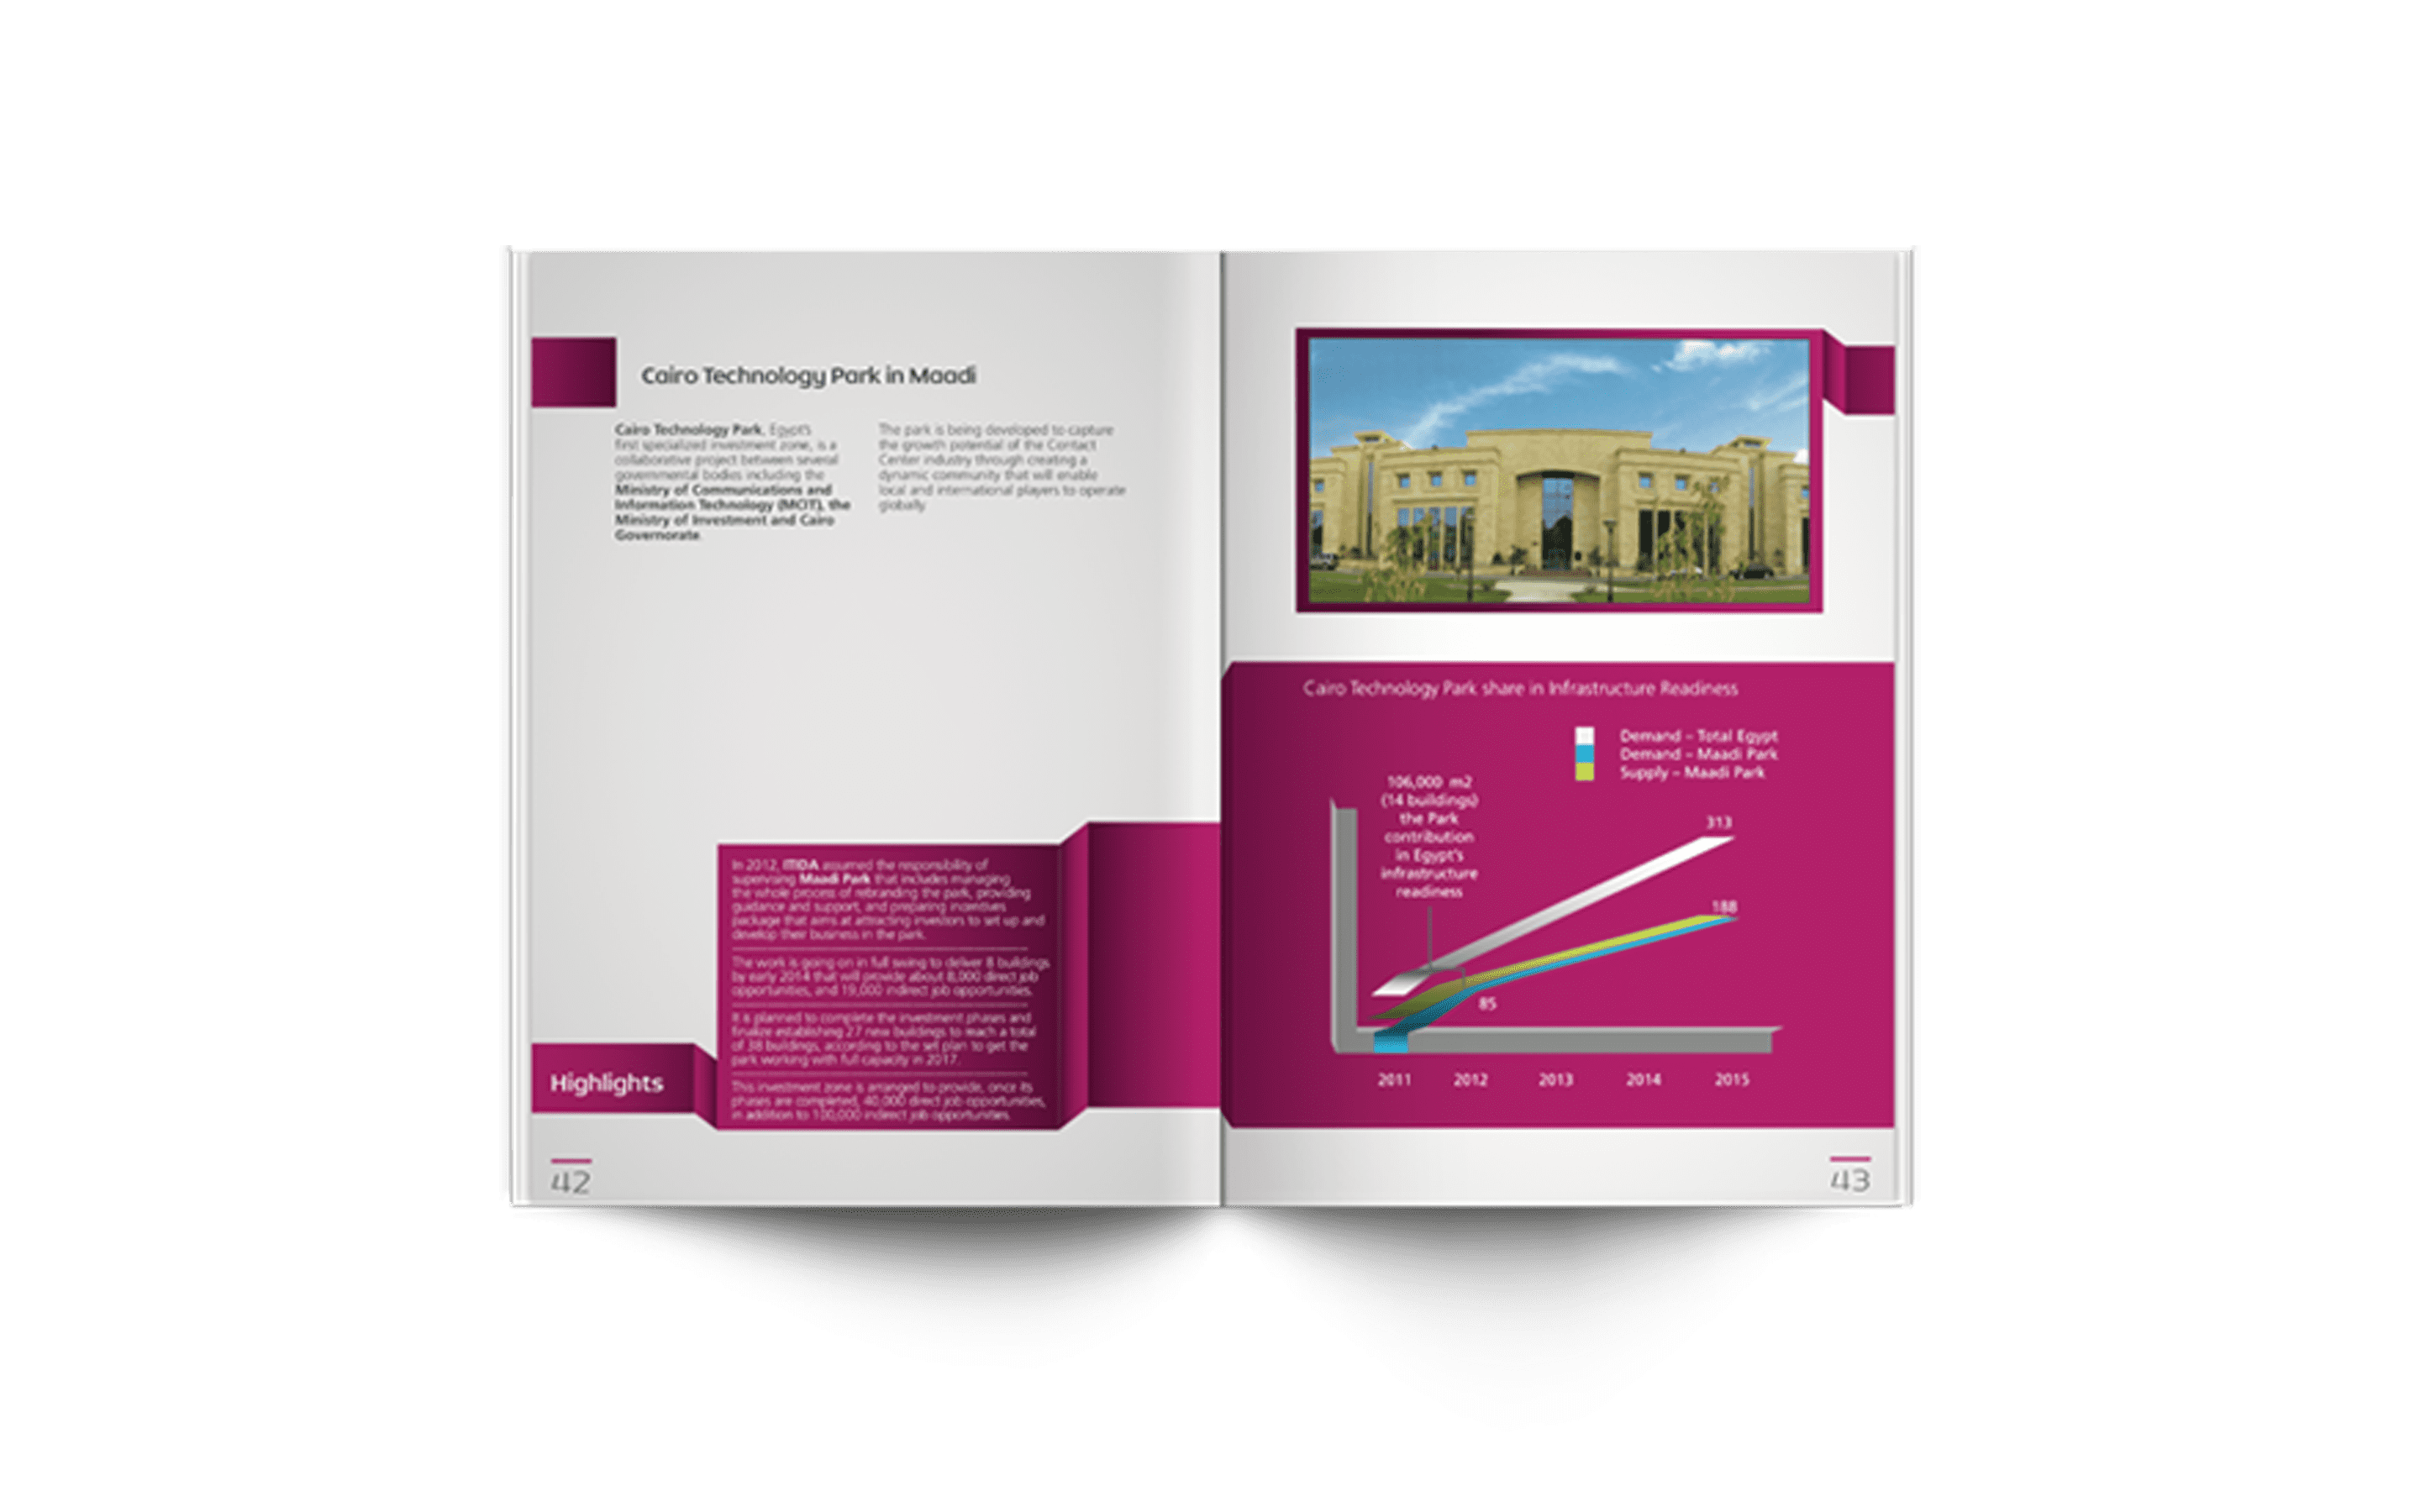 Cairo Technology Park in Maadi
Cairo Technology Park, Egypt's
first specialized investment zone, is a
collaborative project between several
governmental bodies including the
Ministry of Communications and
Information Technology (MCIT), the
Ministry of Investment and Cairo
Governorate.
The park is being developed to capture
the growth potential of the Contact
Center industry through creating a
dynamic community that will enable
local and international players to operate
globally.
In 2012, ITIDA assumed the responsibility of
supervising Maadi Park that includes managing
the whole process of rebranding the park, providing
guidance and support, and preparing incentives
package that aims at attracting investors to set up and
develop their business in the park.
The work is going on in full swing to deliver 8 buildings
by early 2014 that will provide about 8,000 direct job
opportunities, and 19,000 indirect job opportunities.
It is planned to complete the investment phases and
finalize establishing 27 new buildings to reach a total
of 38 buildings, according to the set plan to get the
park working with full capacity in 2017.
This investment zone is arranged to provide, once its
phases are completed, 40,000 direct job opportunities,
in addition to 100,000 indirect job opportunities.
Highlights
42
Cairo Technology Park share in Infrastructure Readiness
Demand – Total Egypt
Demand – Maadi Park
Supply – Maadi Park
106,000 m2
(14 buildings)
the Park
contribution
in Egypt's
infrastructure
readiness
313
188
85
2011 2012 2013 2014 2015
43